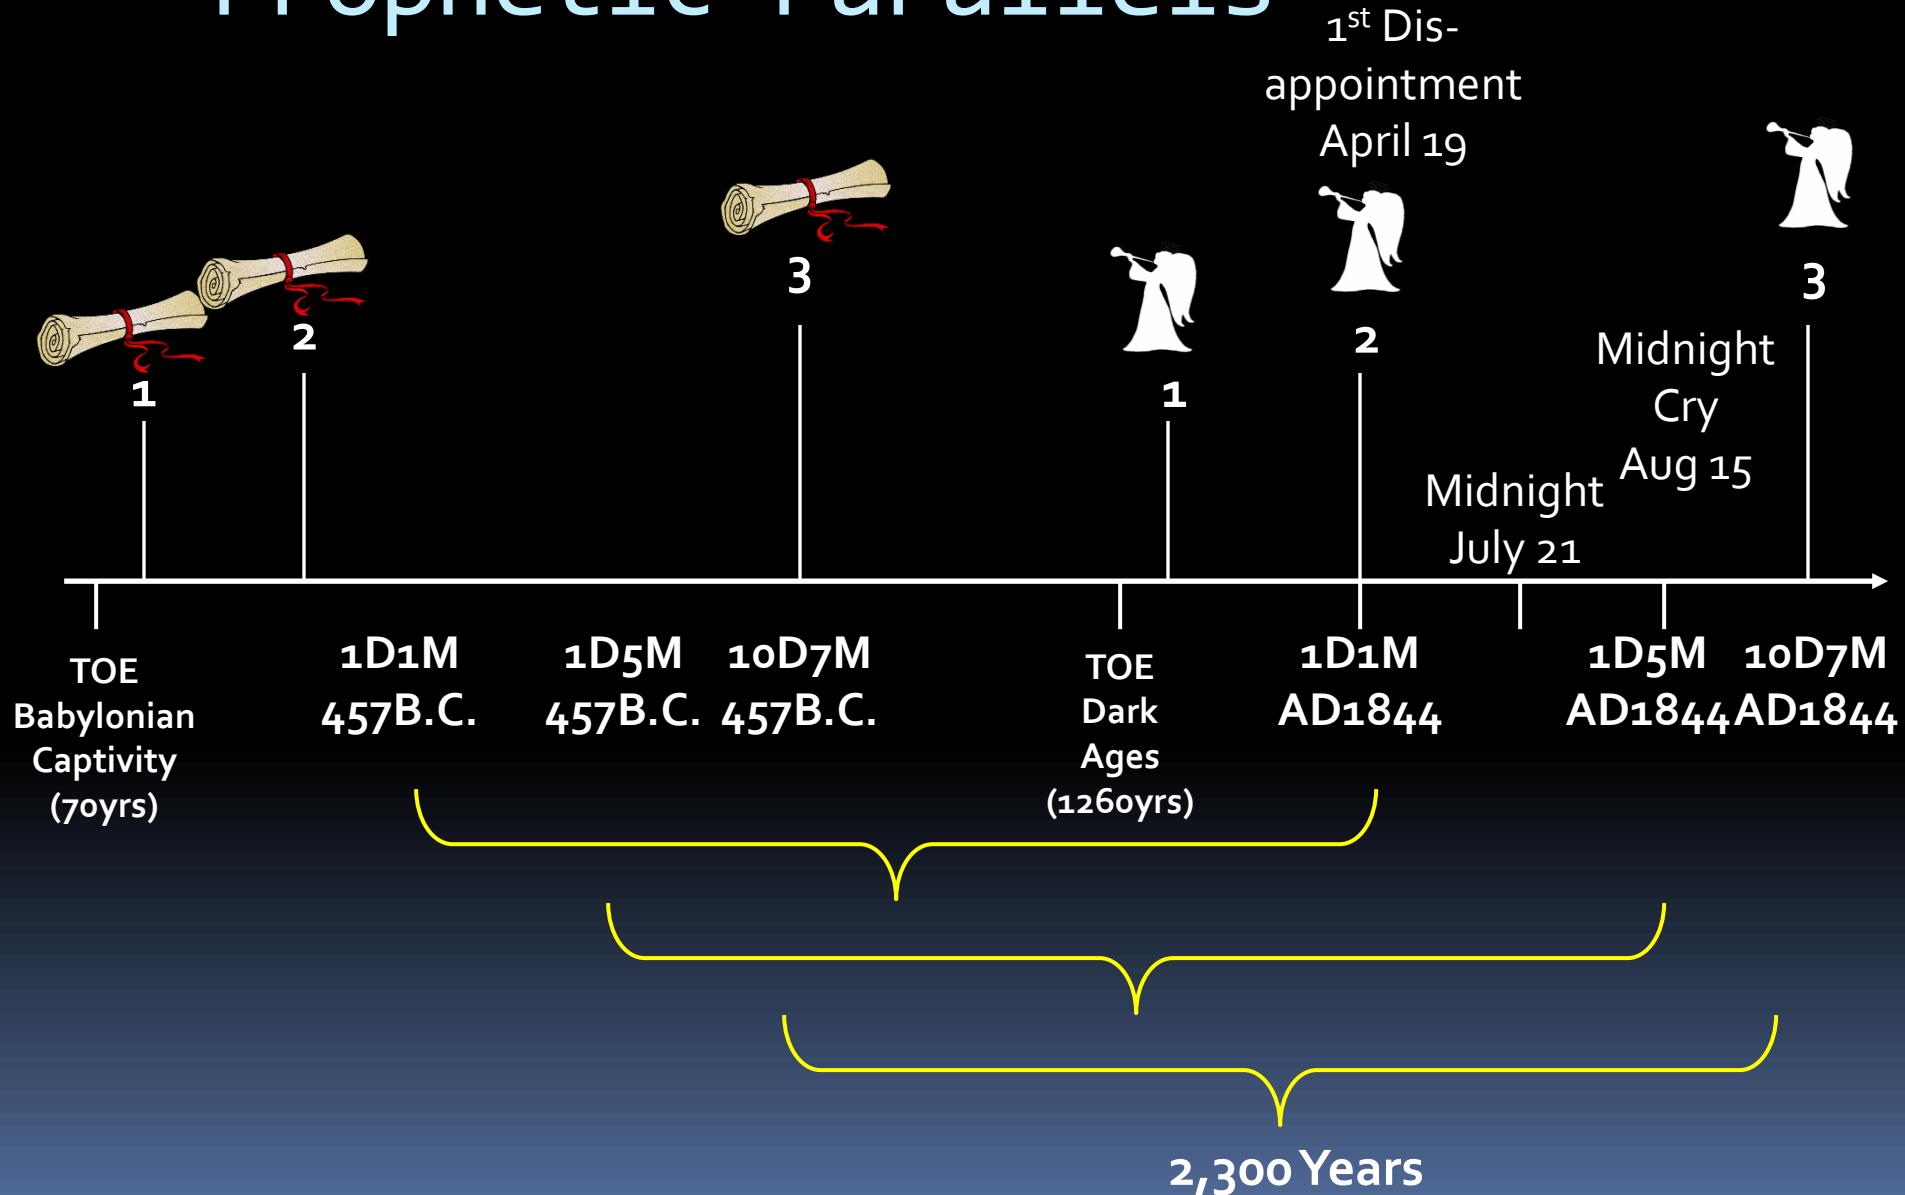 Prophetic Parallels
1st Dis-
appointment
April 19
3
3
2
2
1
1
Midnight
Cry
Aug 15
Midnight
July 21
TOE
Babylonian
Captivity
(70yrs)
1D1M
457B.C.
1D5M
457B.C.
10D7M
457B.C.
TOE
Dark
Ages
(1260yrs)
1D1M
AD1844
1D5M
AD1844
10D7M
AD1844
2,300 Years